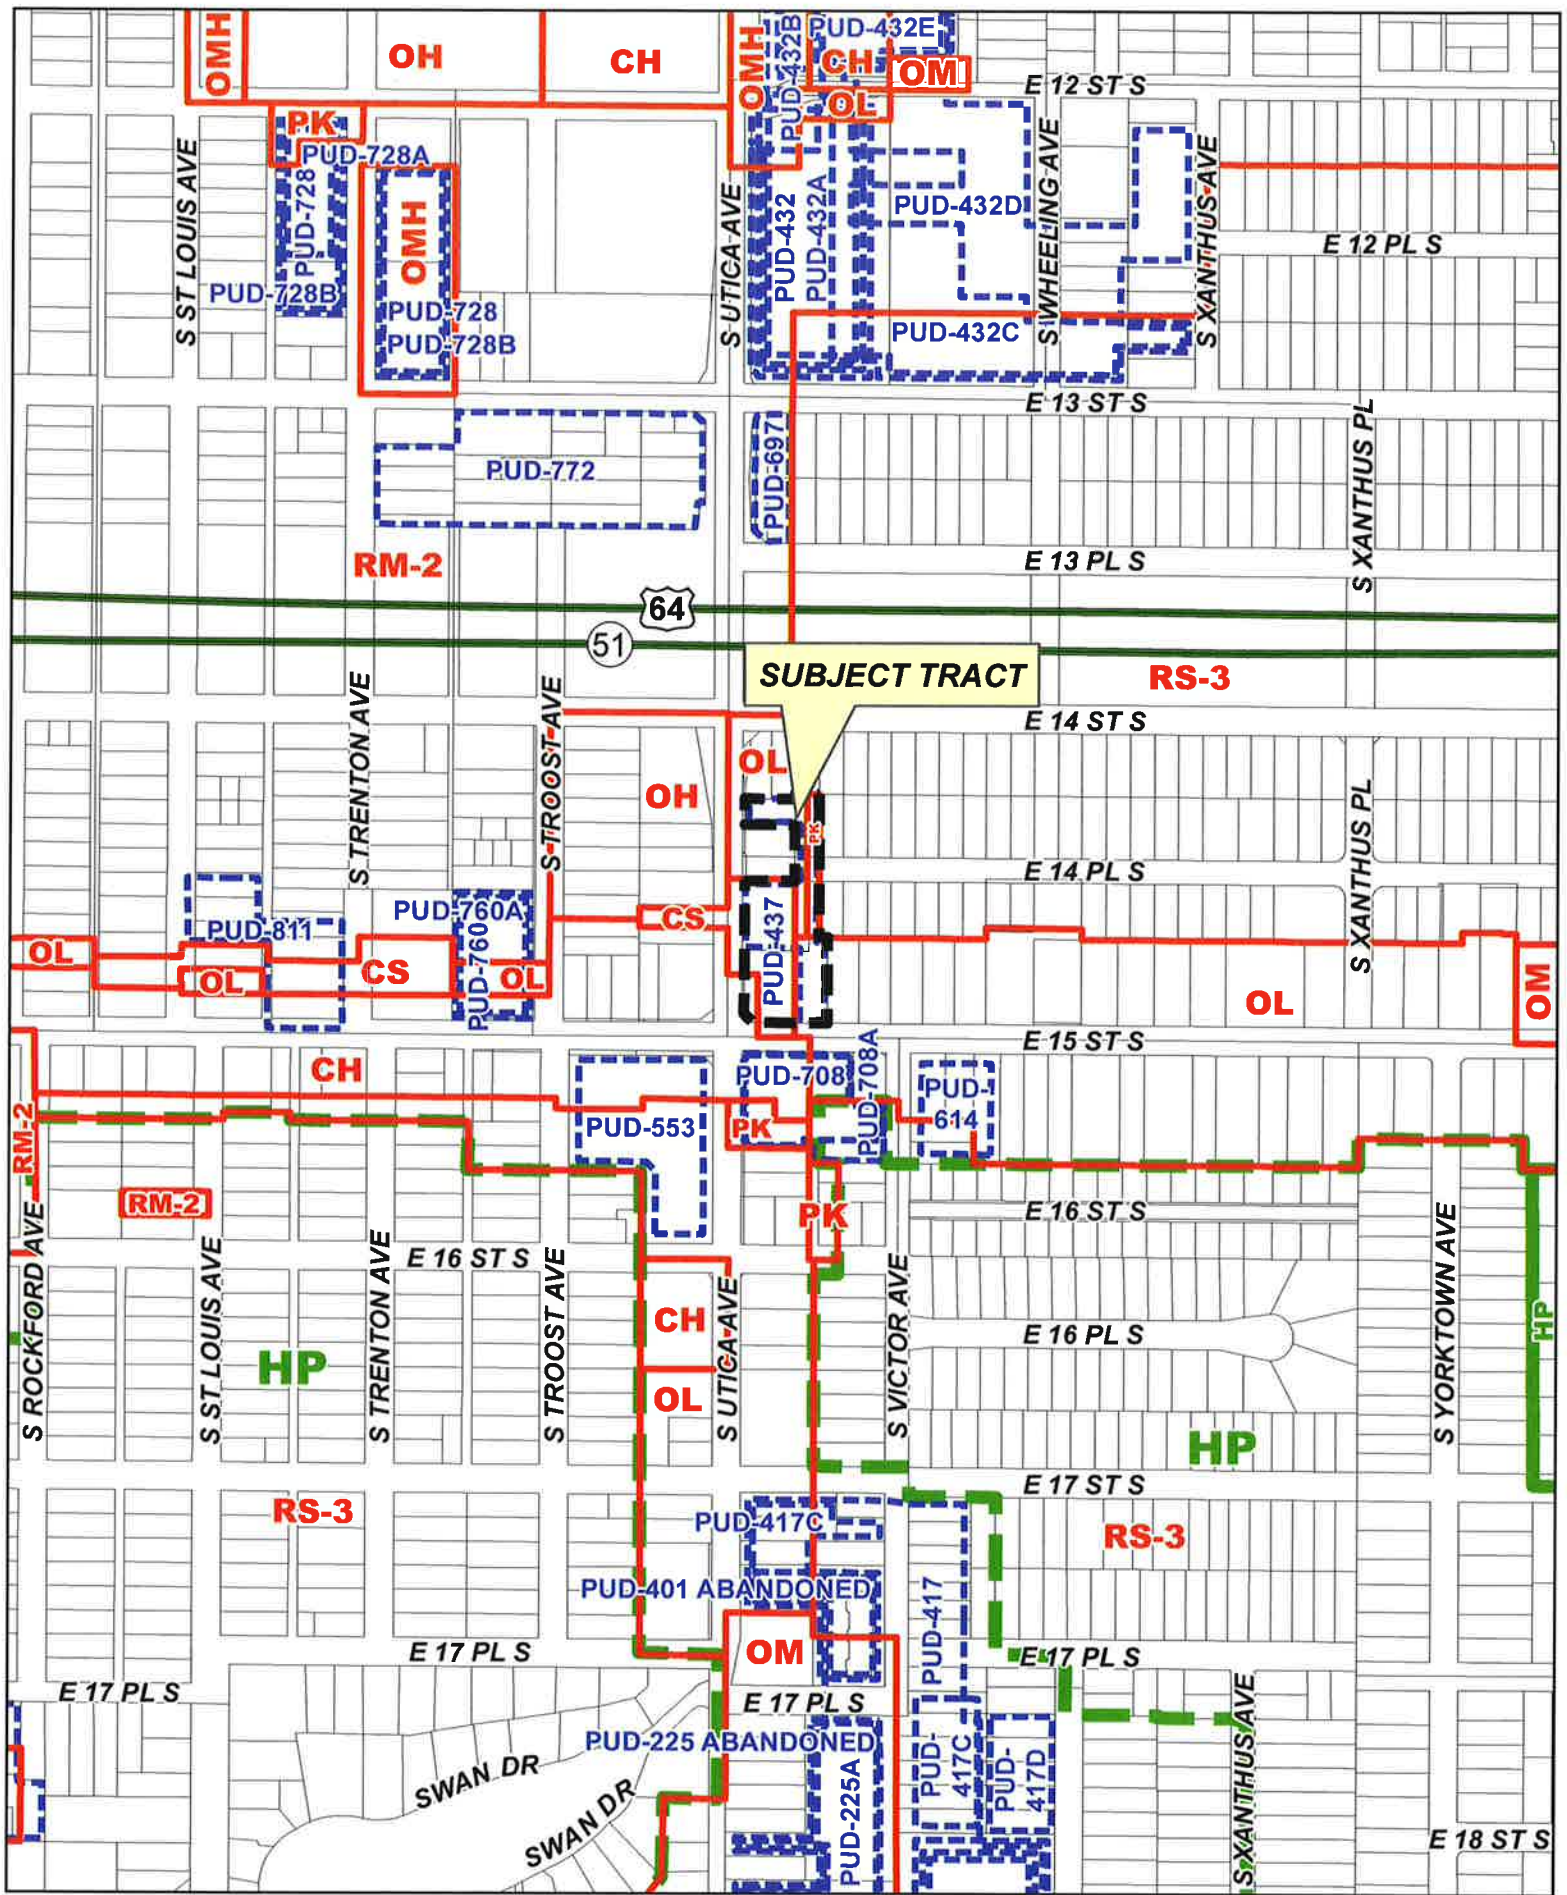 OMH
OH
CH
OMH
PUD-432B
PUD-432E
CH
OM
OL
E 12 ST S
PK
PUD-728A
PUD-728
PUD-728B
OMH
PUD-728
PUD-728B
S ST LOUIS AVE
S UTICA AVE
PUD-432
PUD-432A
PUD-432D
PUD-432C
S WHEELING AVE
S XANTHUS AVE
E 12 PL S
E 13 ST S
PUD-772
PUD-697
S XANTHUS PL
RM-2
E 13 PL S
64
51
SUBJECT TRACT
RS-3
E 14 ST S
S TRENTON AVE
S TROOST AVE
OH
OL
PK
E 14 PL S
S XANTHUS PL
PUD-811
PUD-760A
PUD-760
CS
PUD-437
OL
OL
CS
OL
OL
OM
E 15 ST S
CH
PUD-708
PUD-708A
PUD-
614
PUD-553
PK
RM-2
RM-2
PK
E 16 ST S
E 16 ST S
S ROCKFORD AVE
S ST LOUIS AVE
S TRENTON AVE
S TROOST AVE
S UTICA AVE
S VICTOR AVE
S YORKTOWN AVE
CH
E 16 PL S
HP
HP
OL
HP
E 17 ST S
RS-3
PUD-417C
RS-3
PUD-401 ABANDONED
PUD-417
E 17 PL S
OM
E 17 PL S
E 17 PL S
E 17 PL S
PUD-225 ABANDONED
PUD-225A
PUD-
417C
PUD-
417D
S XANTHUS AVE
SWAN DR
SWAN DR
E 18 ST S